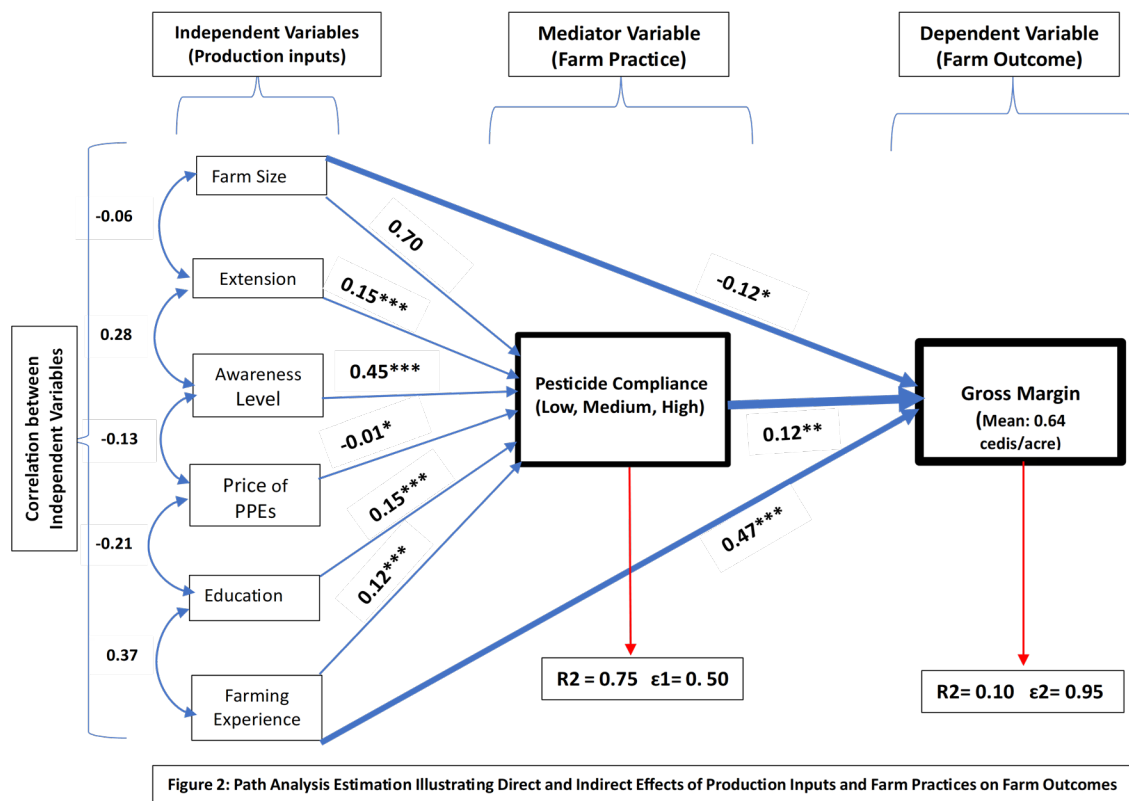 Independent Variables
(Production inputs)
Mediator Variable
(Farm Practice)
Dependent Variable
(Farm Outcome)
Correlation between
Independent Variables
-0.06
0.28
-0.13
-0.21
0.37
Farm Size
Extension
Awareness
Level
Price of
PPEs
Education
Farming
Experience
0.70
0.15***
0.45***
-0.01*
0.15***
0.12***
Pesticide Compliance
(Low, Medium, High)
-0.12*
0.12**
0.47***
Gross Margin
(Mean: 0.64
cedis/acre)
R2 = 0.75 ε1= 0. 50
R2= 0.10 ε2= 0.95
Figure 2: Path Analysis Estimation Illustrating Direct and Indirect Effects of Production Inputs and Farm Practices on Farm Outcomes